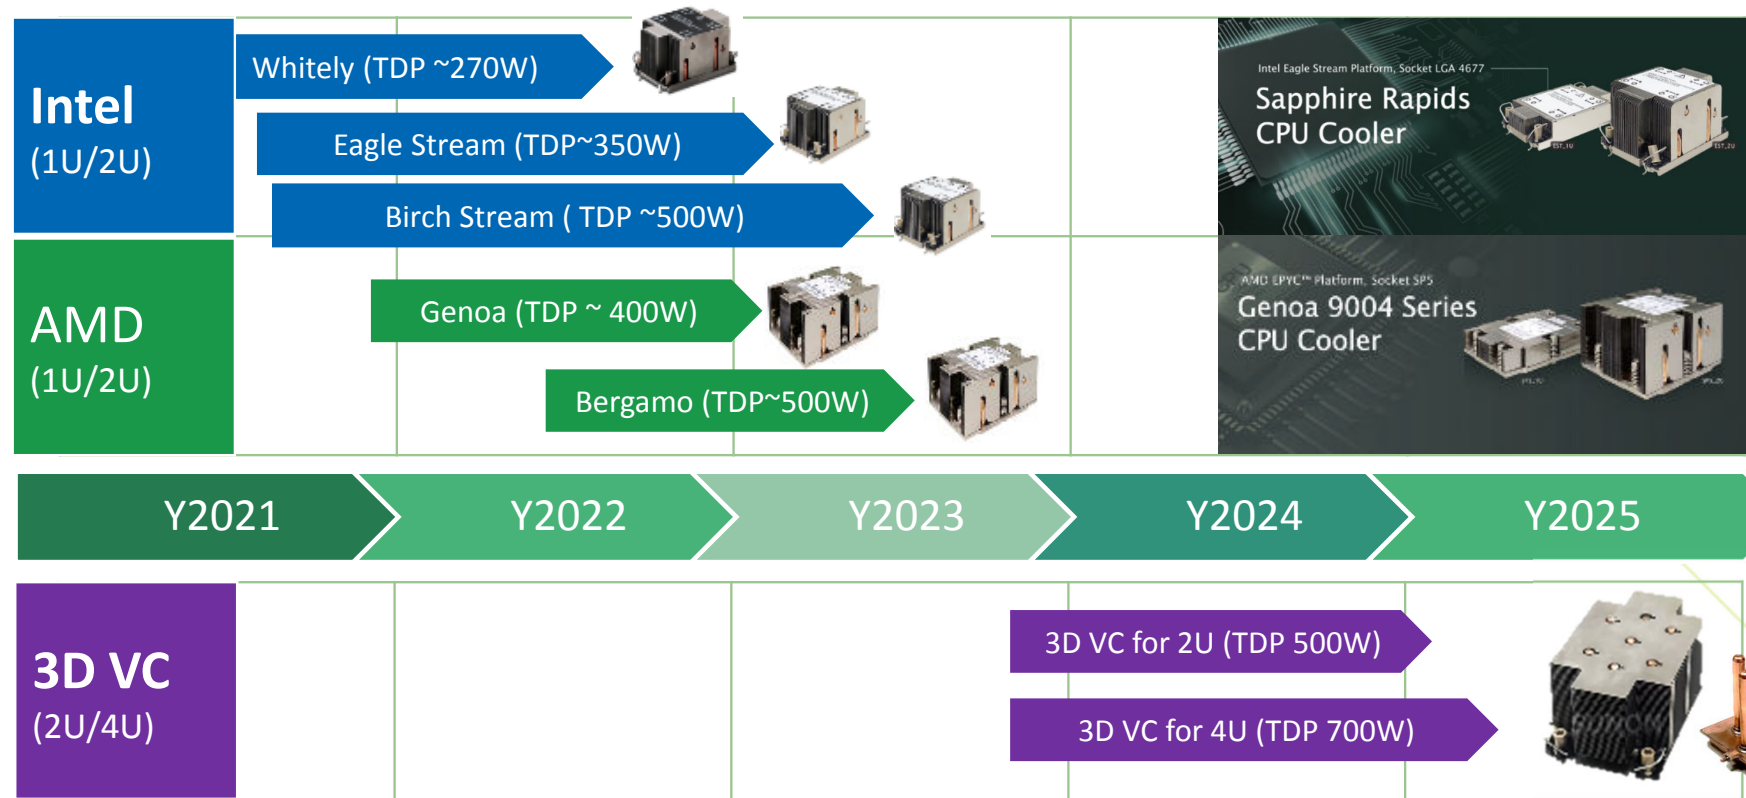 Intel
(1U/2U)
Whitely (TDP ~270W)
Eagle Stream (TDP~350W)
Birch Stream ( TDP ~500W)
Intel Eagle Stream Platform, Socket LGA 4677
Sapphire Rapids
CPU Cooler
EST_1U
EST_2U
AMD
(1U/2U)
Genoa (TDP ~ 400W)
Bergamo (TDP~500W)
AMD EPYC™ Platform, Socket SP5
Genoa 9004 Series
CPU Cooler
Y2021
Y2022
Y2023
Y2024
Y2025
3D VC
(2U/4U)
3D VC for 2U (TDP 500W)
3D VC for 4U (TDP 700W)